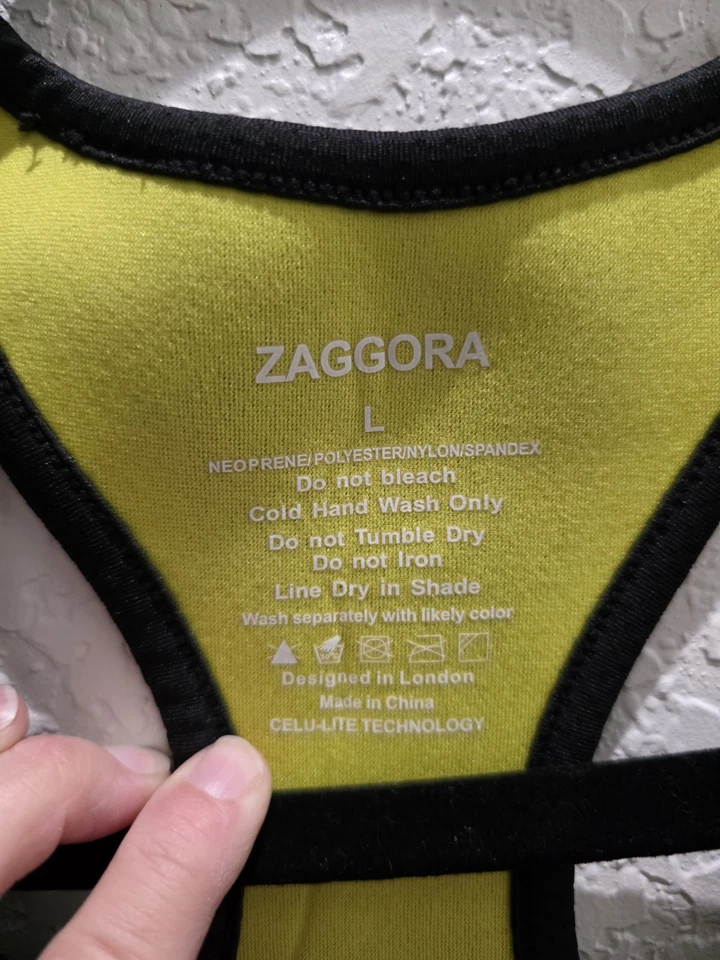 ZAGGORA
L
NEOPRENE/POLYESTER/NYLON/SPANDEX
Do not bleach
Cold Hand Wash Only
Do not Tumble Dry
Do not Iron
Line Dry in Shade
Wash separately with likely color
Designed in London
Made in China
CELU-LITE TECHNOLOGY